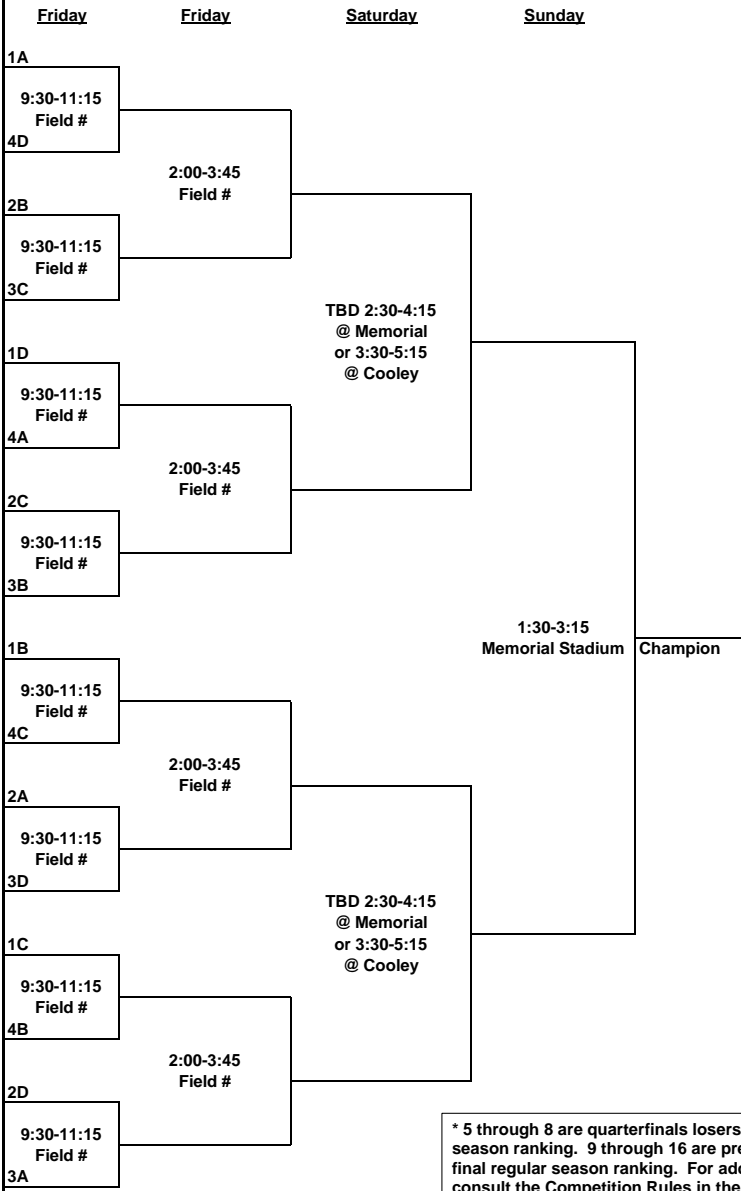 Friday Friday Saturday Sunday
1A
9:30-11:15
Field #
4D
2:00-3:45
Field #
2B
9:30-11:15
Field #
3C
TBD 2:30-4:15
@ Memorial
or 3:30-5:15
@ Cooley
1D
9:30-11:15
Field #
4A
2:00-3:45
Field #
2C
9:30-11:15
Field #
3B
1:30-3:15
Memorial Stadium Champion
1B
9:30-11:15
Field #
4C
2:00-3:45
Field #
2A
9:30-11:15
Field #
3D
TBD 2:30-4:15
@ Memorial
or 3:30-5:15
@ Cooley
1C
9:30-11:15
Field #
4B
2:00-3:45
Field #
2D
9:30-11:15
Field #
3A
* 5 through 8 are quarterfinals losers
season ranking. 9 through 16 are
final regular season ranking. For
consult the Competition Rules in the